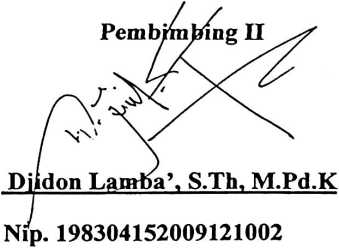 Pembimbing II
Djidon Lamba', S.Th, M.Pd.K
Nip. 198304152009121002